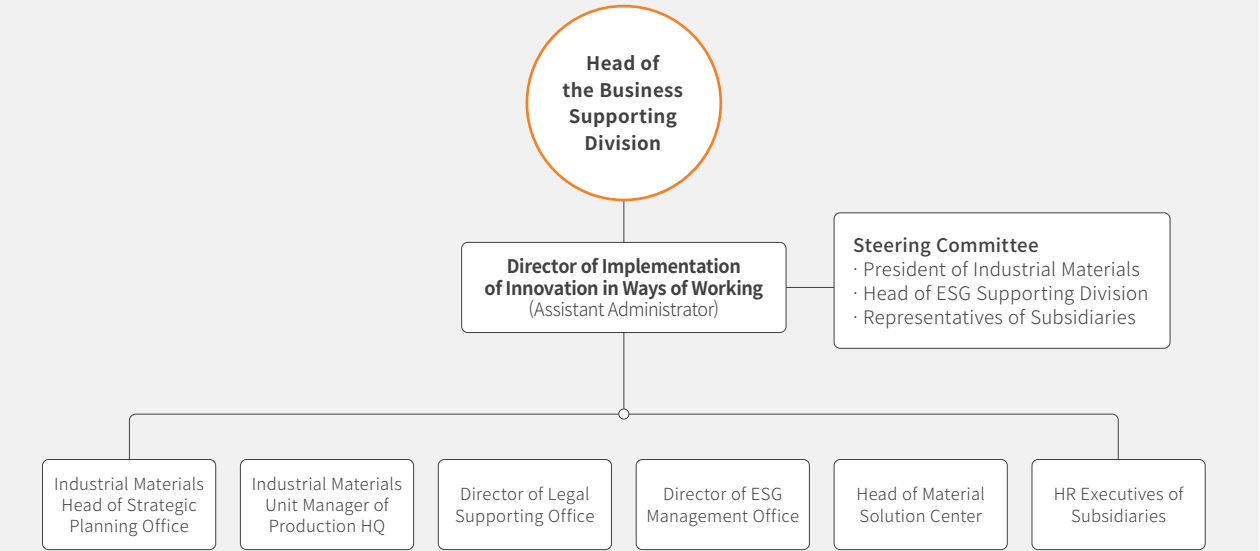 Head of
the Business
Supporting
Division
Director of Implementation
of Innovation in Ways of Working
(Assistant Administrator)
Steering Committee
· President of Industrial Materials
· Head of ESG Supporting Division
· Representatives of Subsidiaries
Industrial Materials
Head of Strategic
Planning Office
Industrial Materials
Unit Manager of
Production HQ
Director of Legal
Supporting Office
Director of ESG
Management Office
Head of Material
Solution Center
HR Executives of
Subsidiaries